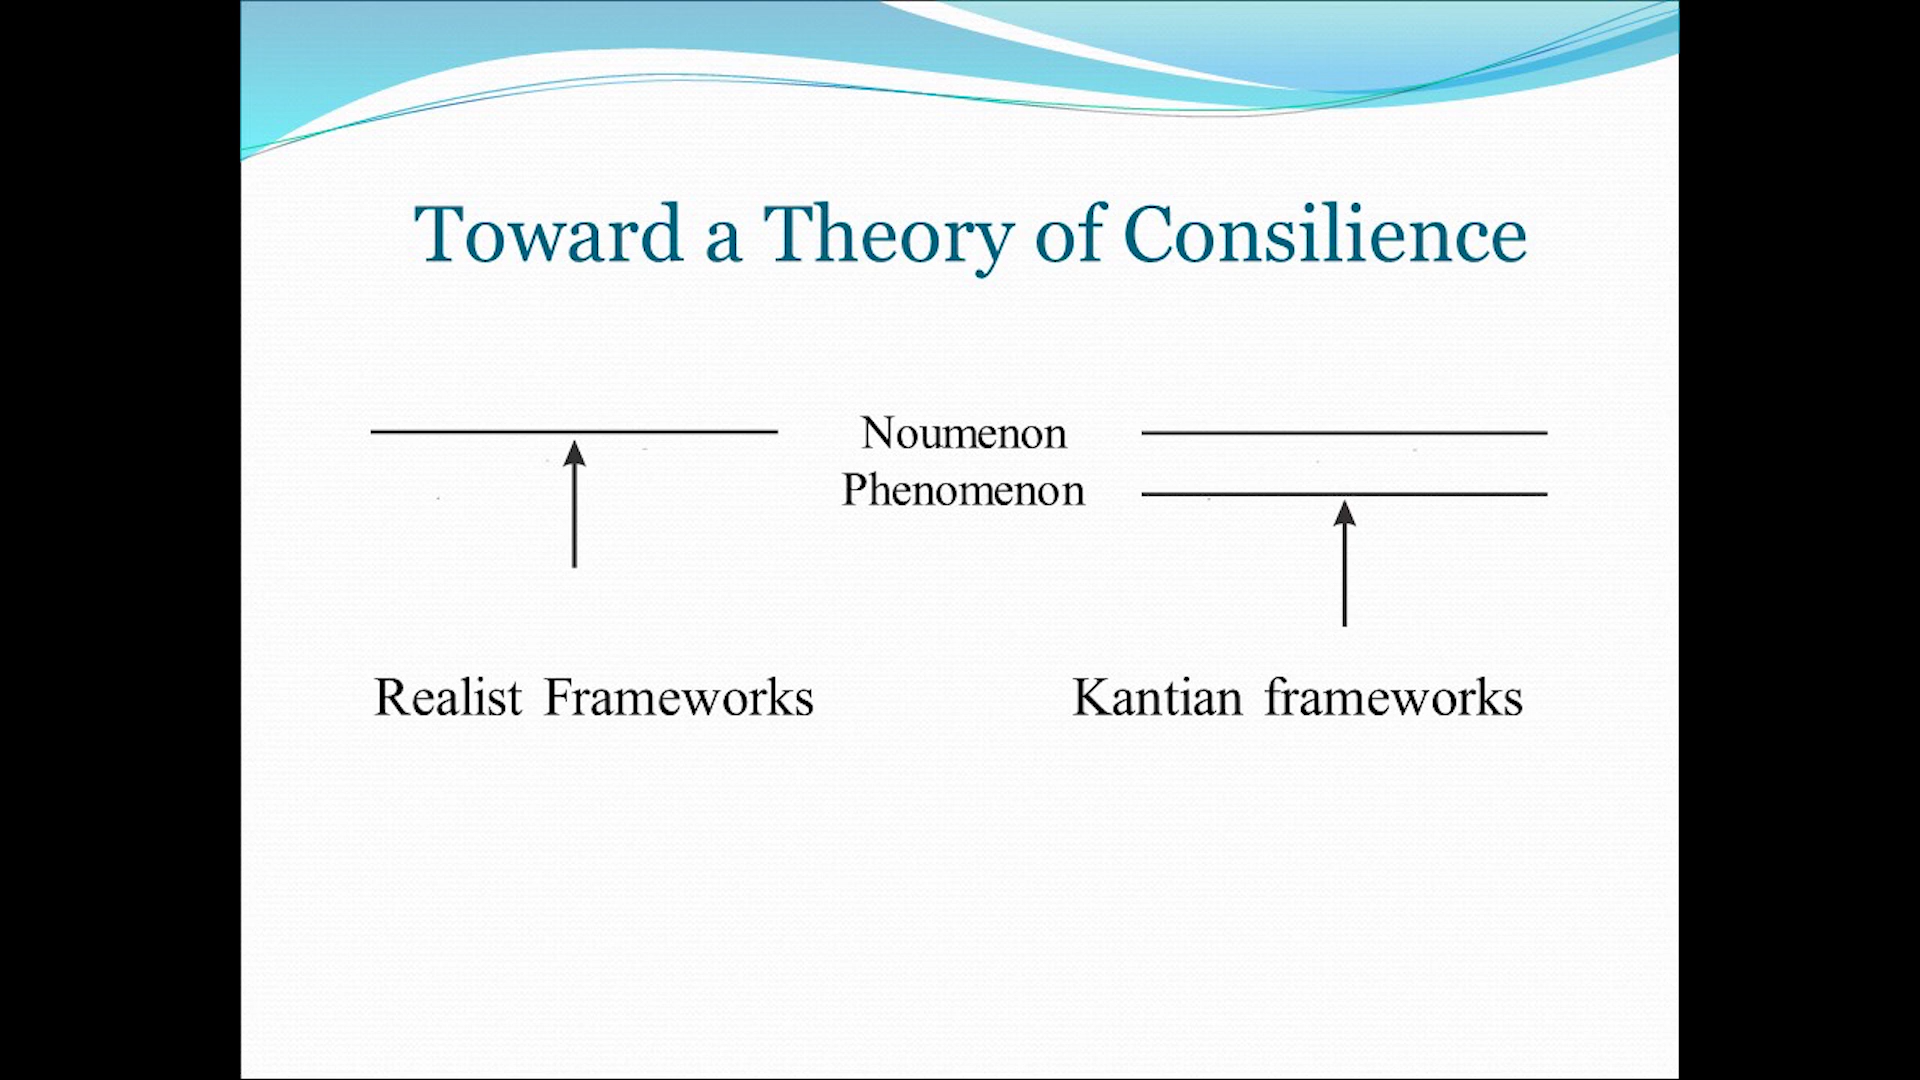 Toward a Theory of Consilience
Noumenon
Phenomenon
Realist Frameworks
Kantian frameworks